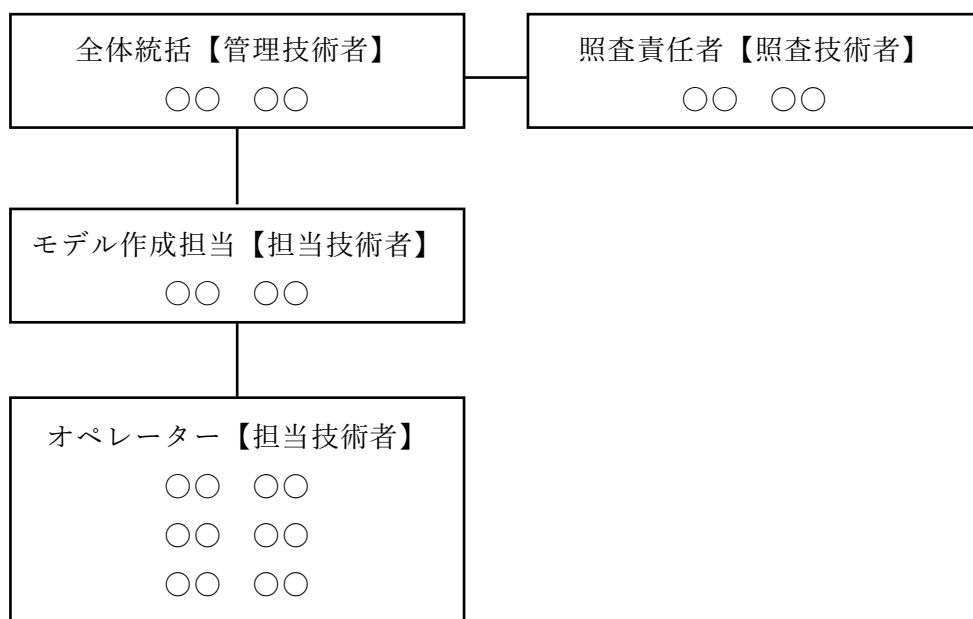 全体統括【管理技術者】
○○　○○
照査責任者【照査技術者】
○○　○○
モデル作成担当【担当技術者】
○○　○○
オペレーター【担当技術者】
○○　○○
○○　○○
○○　○○